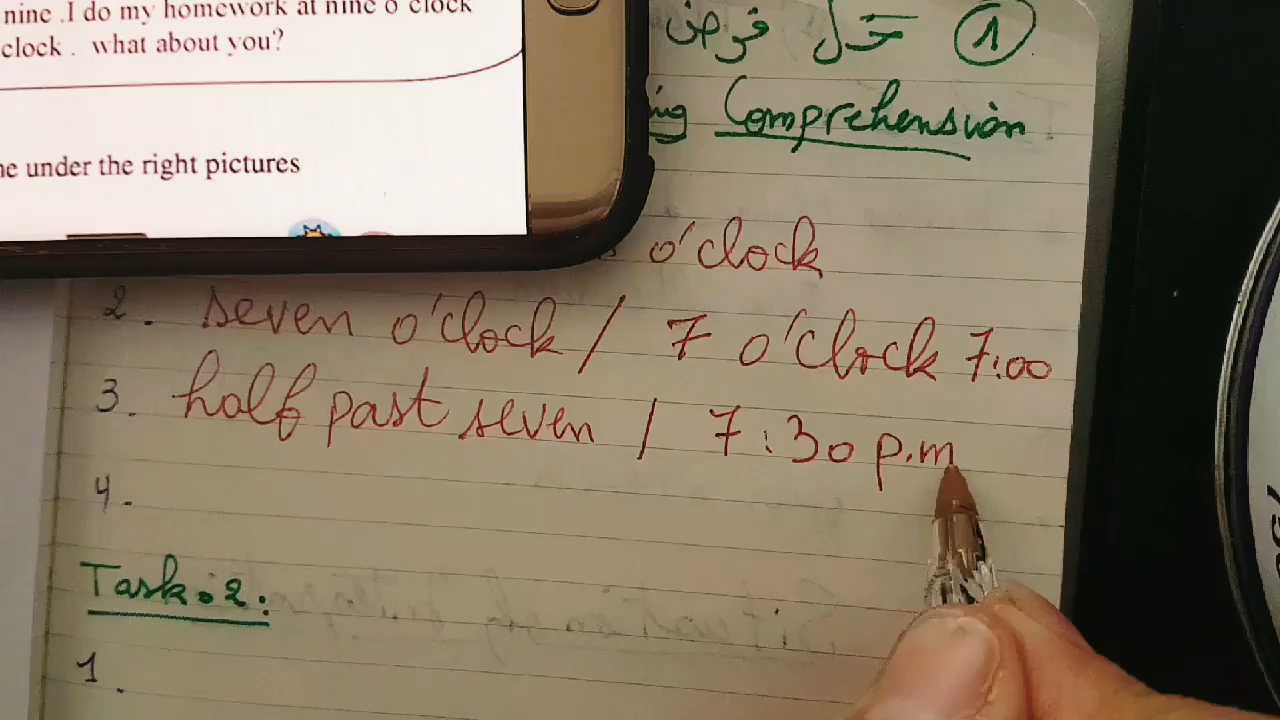 nine .I do my homework at nine o'clock
clock . what about you?
under the right pictures
① حل فرض
Comprehension
o'clock
2. seven o'clock / 7 o'clock 7:00
3. half past seven / 7:30 p.m
4.
Task.2:
1.